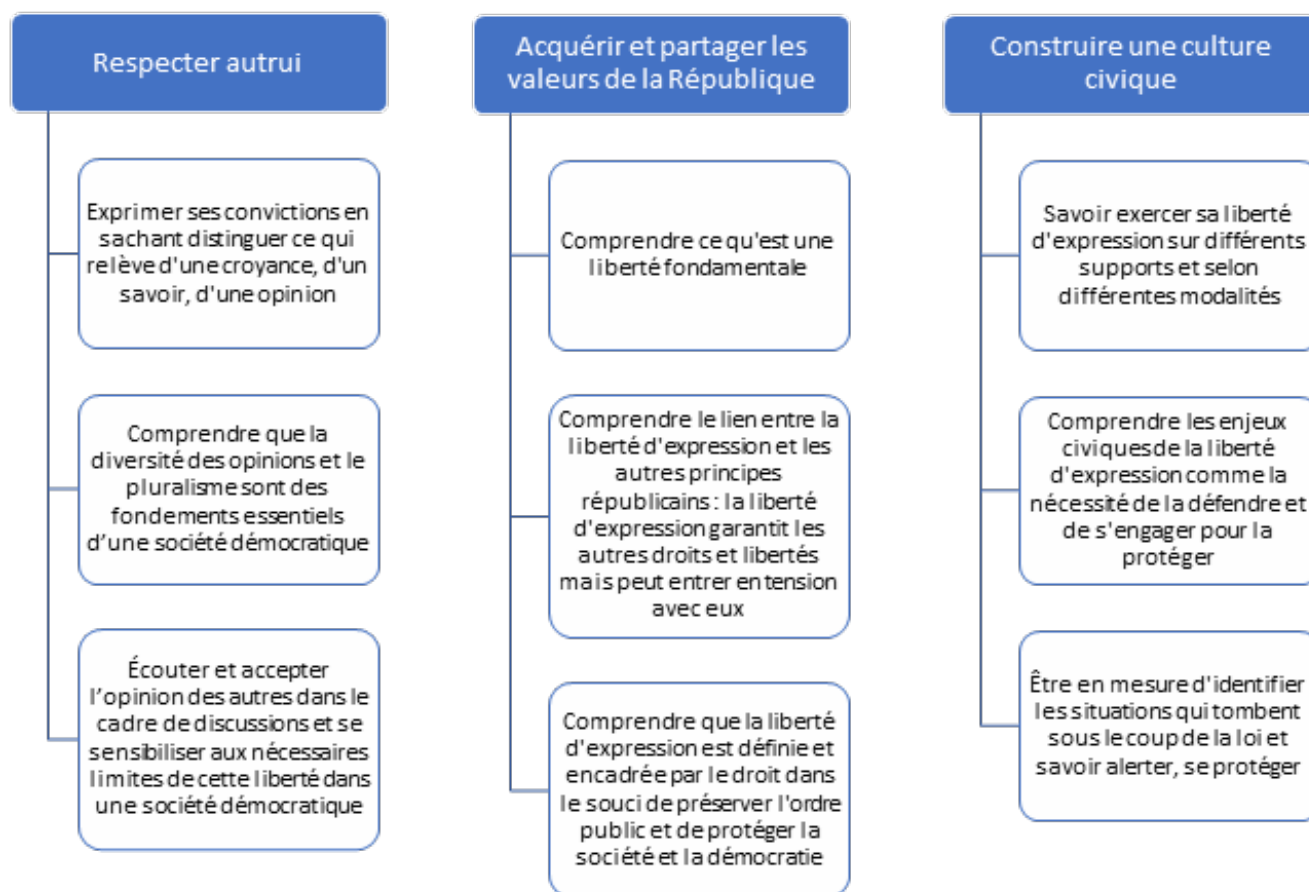 Respecter autrui
Exprimer ses convictions en
sachant distinguer ce qui
relève d'une croyance, d'un
savoir, d'une opinion
Comprendre que la
diversité des opinions et le
pluralisme sont des
fondements essentiels
d’une société démocratique
Écouter et accepter
l’opinion des autres dans le
cadre de discussions et se
sensibiliser aux nécessaires
limites de cette liberté dans
une société démocratique
Acquérir et partager les
valeurs de la République
Comprendre ce qu'est une
liberté fondamentale
Comprendre le lien entre la
liberté d'expression et les
autres principes
républicains : la liberté
d'expression garantit les
autres droits et libertés
mais peut entrer en tension
avec eux
Comprendre que la liberté
d'expression est définie et
encadrée par le droit dans
le souci de préserver l'ordre
public et de protéger la
société et la démocratie
Construire une culture
civique
Savoir exercer sa liberté
d'expression sur différents
supports et selon
différentes modalités
Comprendre les enjeux
civiques de la liberté
d'expression comme la
nécessité de la défendre et
de s'engager pour la
protéger
Être en mesure d'identifier
les situations qui tombent
sous le coup de la loi et
savoir alerter, se protéger